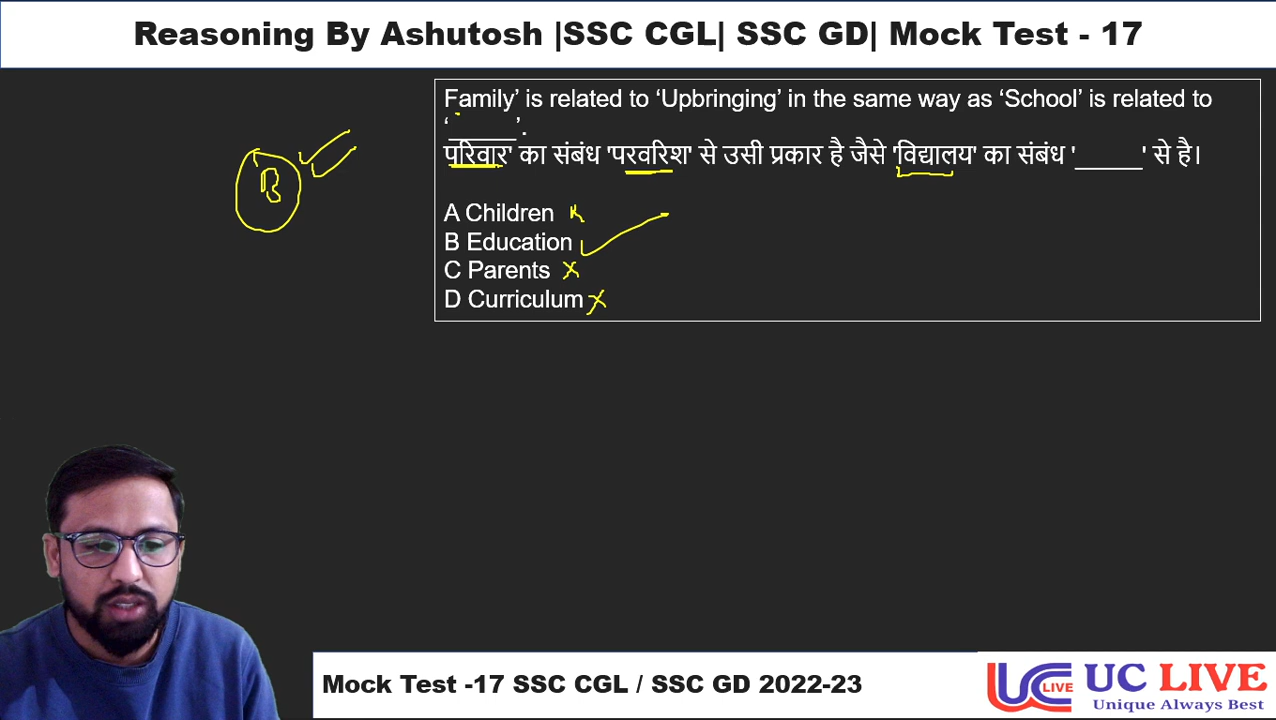 Reasoning By Ashutosh |SSC CGL| SSC GD| Mock Test - 17
Family’ is related to ‘Upbringing’ in the same way as ‘School’ is related to
‘______’.
परिवार' का संबंध 'परवरिश' से उसी प्रकार है जैसे 'विद्यालय' का संबंध '______' से है।
A Children
B Education
C Parents
D Curriculum
B
Mock Test -17 SSC CGL / SSC GD 2022-23
UC LIVE
UC LIVE
Unique Always Best